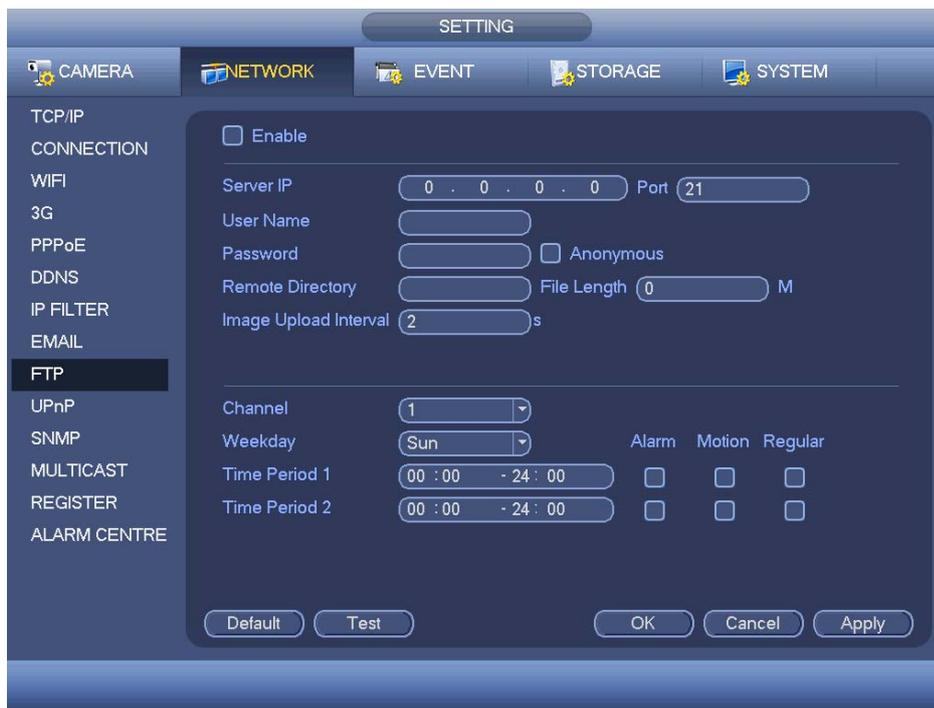 SETTING
CAMERA NETWORK EVENT STORAGE SYSTEM
TCP/IP
CONNECTION
WIFI
3G
PPPoE
DDNS
IP FILTER
EMAIL
FTP
UPnP
SNMP
MULTICAST
REGISTER
ALARM CENTRE
Enable
Server IP 0 . 0 . 0 . 0 Port 21
User Name
Password Anonymous
Remote Directory File Length 0 M
Image Upload Interval 2 s
Channel 1
Weekday Sun Alarm Motion Regular
Time Period 1 00 : 00 - 24 : 00
Time Period 2 00 : 00 - 24 : 00
Default Test OK Cancel Apply